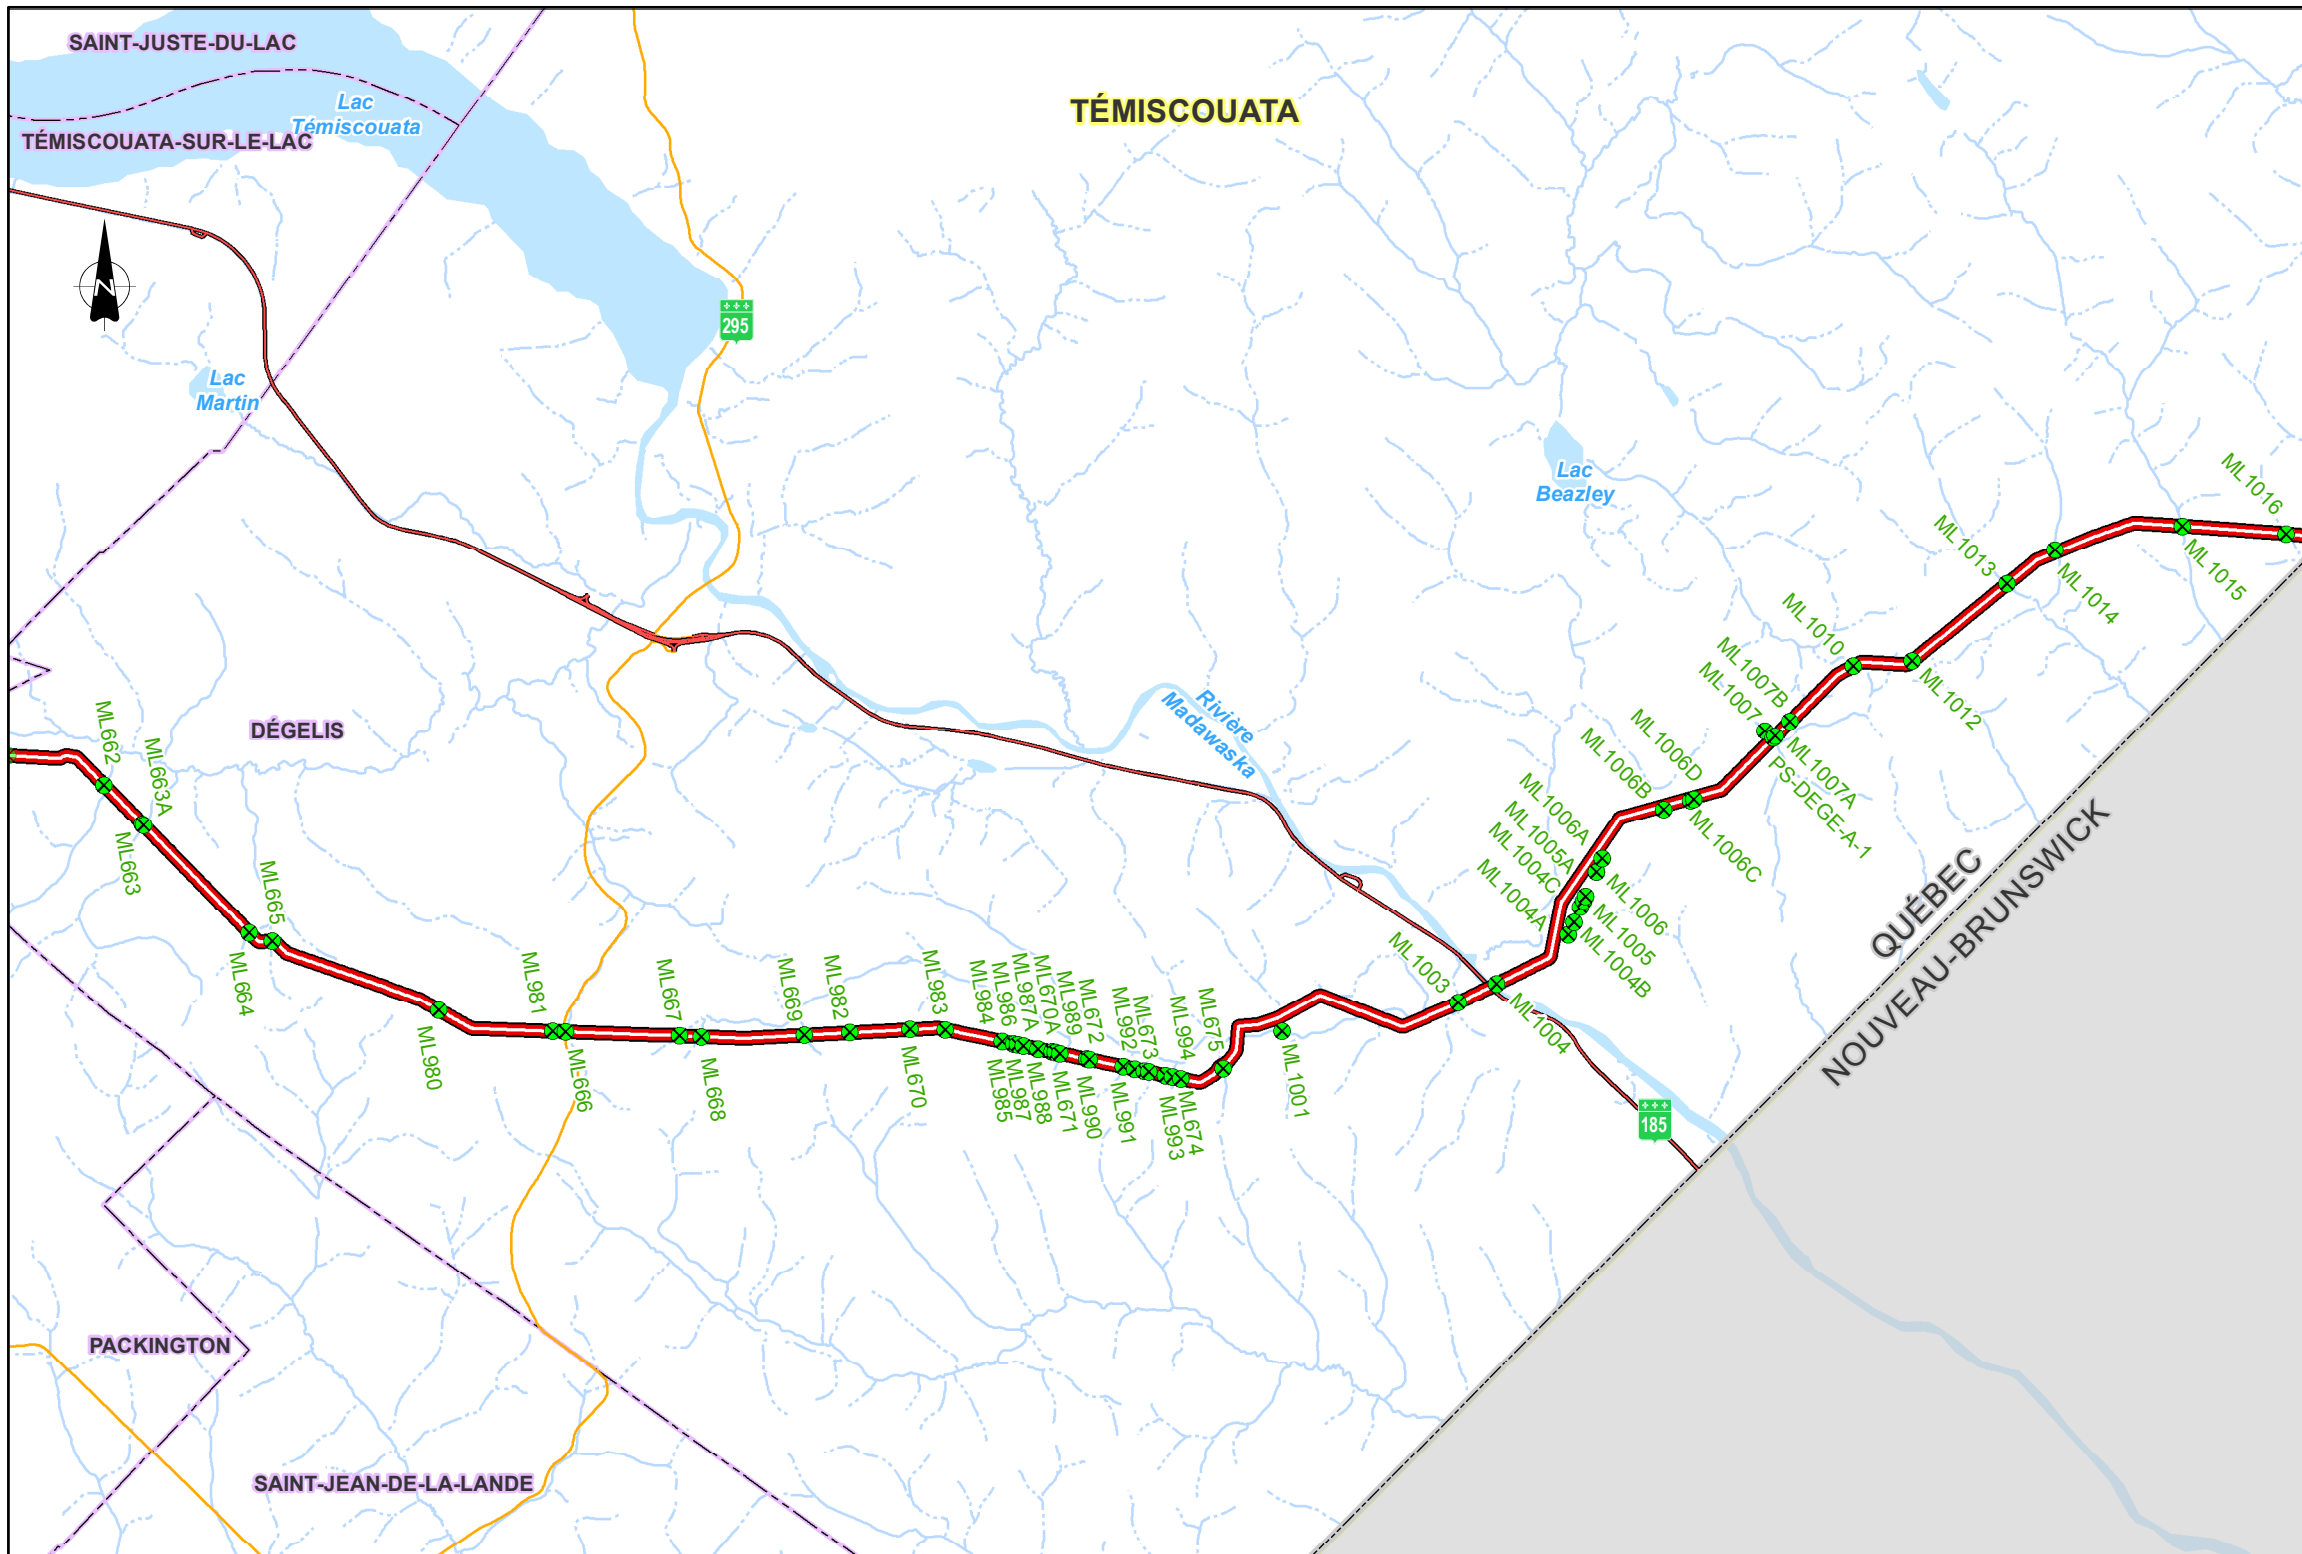 SAINT-JUSTE-DU-LAC
Lac
Témiscouata
TÉMISCOUATA-SUR-LE-LAC
TÉMISCOUATA
N
295
Lac
Martin
Lac
Beazley
Rivière
Madawaska
DÉGELIS
ML662
ML663A
ML663
ML665
ML664
ML980
ML981
ML666
ML667
ML668
ML669
ML982
ML670
ML983
ML984
ML986
ML987A
ML670A
ML989
ML672
ML992
ML673
ML994
ML675
ML985
ML987
ML988
ML671
ML990
ML991
ML993
ML674
ML1001
ML1003
ML1004
ML1004A
ML1004C
ML1005A
ML1006A
ML1006
ML1005
ML1004B
ML1006B
ML1006D
ML1006C
ML1007
ML1007B
ML1007A
PS-DEGE-A-1
ML1010
ML1012
ML1013
ML1014
ML1015
ML1016
QUÉBEC
NOUVEAU-BRUNSWICK
185
PACKINGTON
SAINT-JEAN-DE-LA-LANDE